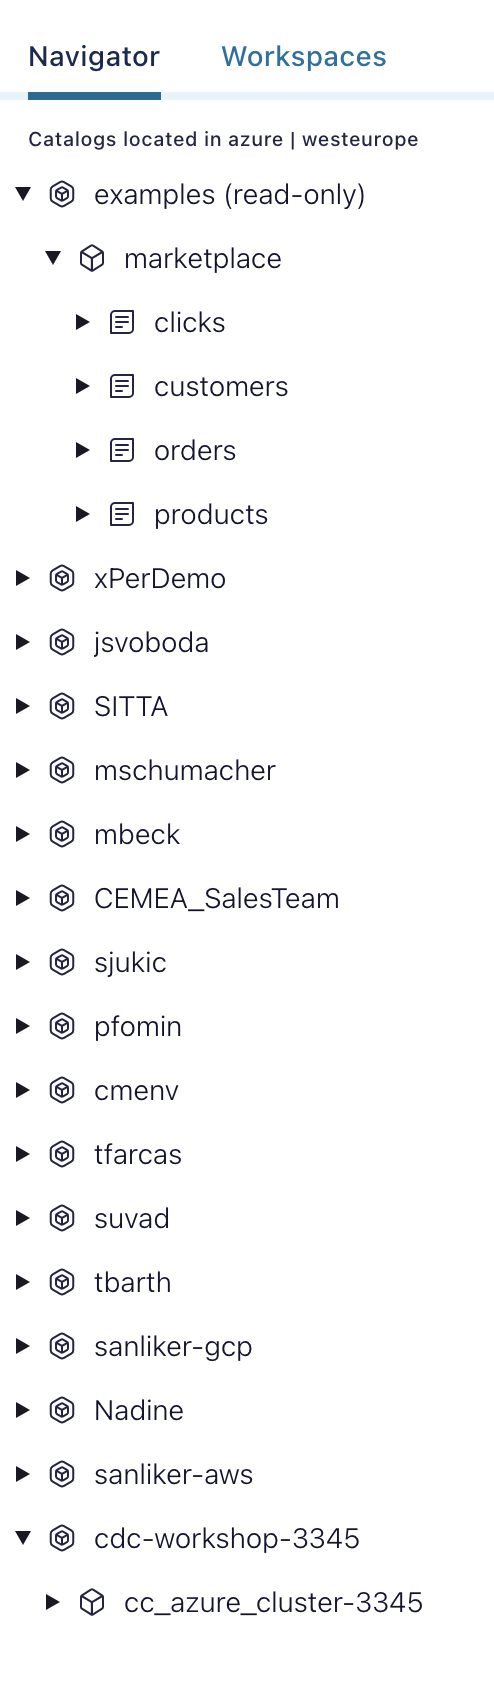 Navigator Workspaces
Catalogs located in azure | westeurope
examples (read-only)
marketplace
clicks
customers
orders
products
xPerDemo
jsvoboda
SITTA
mschumacher
mbeck
CEMEA_SalesTeam
sjukic
pfomin
cmenv
tfarcas
suvad
tbarth
sanliker-gcp
Nadine
sanliker-aws
cdc-workshop-3345
cc_azure_cluster-3345